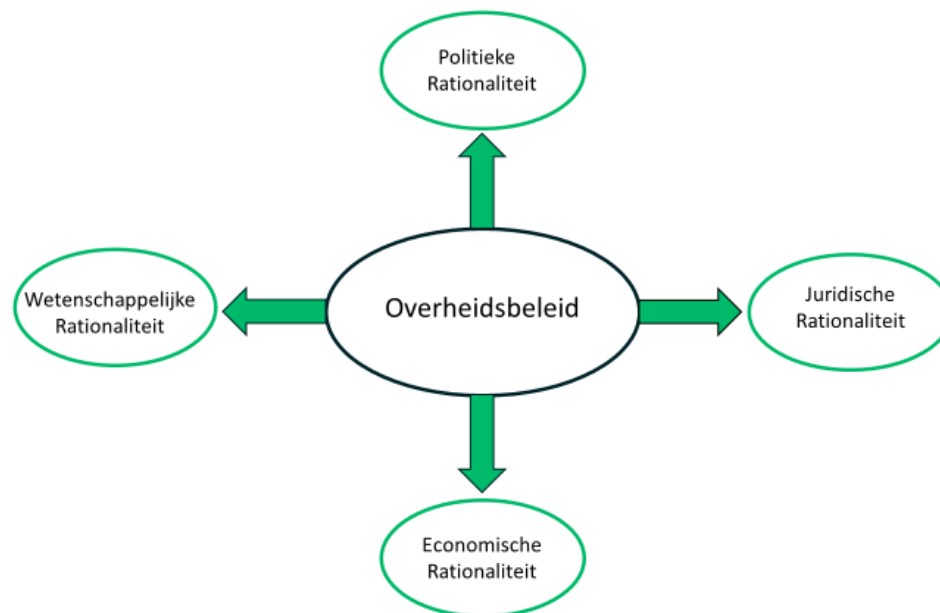 Politieke
Rationaliteit
Wetenschappelijke
Rationaliteit
Overheidsbeleid
Juridische
Rationaliteit
Economische
Rationaliteit